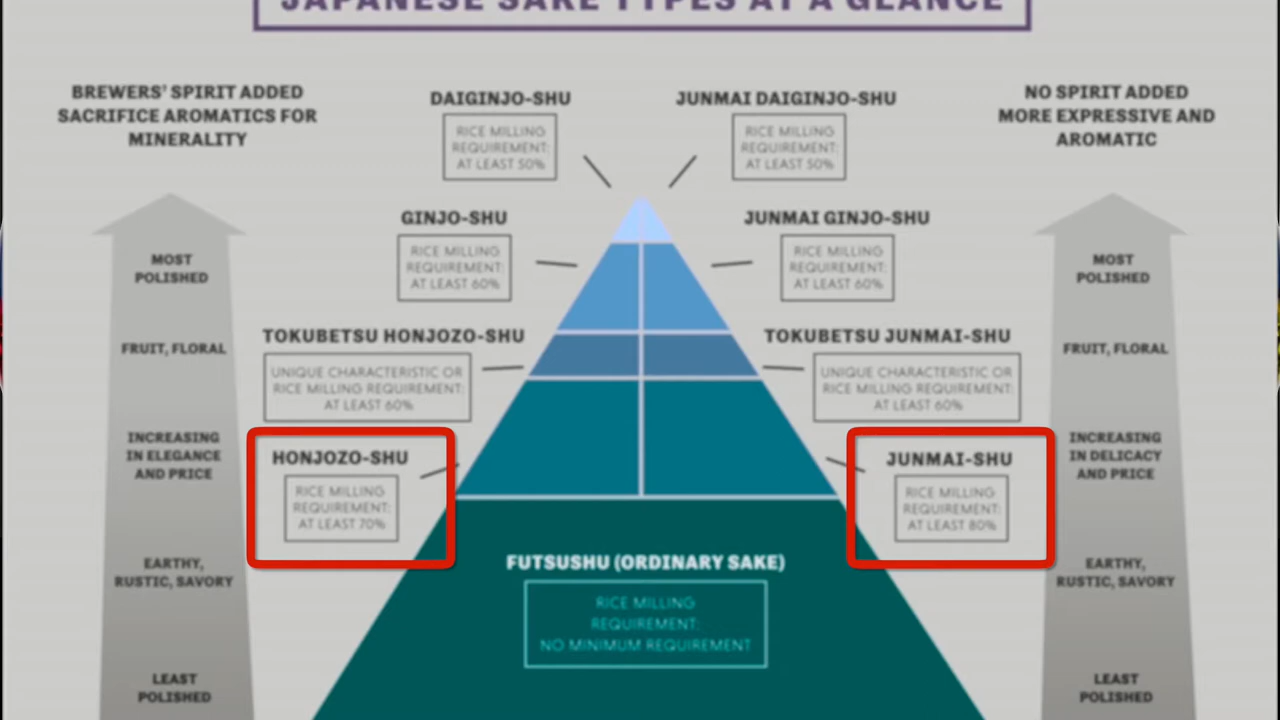 JAPANESE SAKE TYPES AT A GLANCE
BREWERS' SPIRIT ADDED
SACRIFICE AROMATICS FOR
MINERALITY
MOST
POLISHED
FRUIT, FLORAL
INCREASING
IN ELEGANCE
AND PRICE
EARTHY,
RUSTIC, SAVORY
LEAST
POLISHED
DAIGINJO-SHU
RICE MILLING
REQUIREMENT:
AT LEAST 50%
GINJO-SHU
RICE MILLING
REQUIREMENT:
AT LEAST 60%
TOKUBETSU HONJOZO-SHU
UNIQUE CHARACTERISTIC OR
RICE MILLING REQUIREMENT:
AT LEAST 60%
HONJOZO-SHU
RICE MILLING
REQUIREMENT:
AT LEAST 70%
JUNMAI DAIGINJO-SHU
RICE MILLING
REQUIREMENT:
AT LEAST 50%
JUNMAI GINJO-SHU
RICE MILLING
REQUIREMENT:
AT LEAST 60%
TOKUBETSU JUNMAI-SHU
UNIQUE CHARACTERISTIC OR
RICE MILLING REQUIREMENT:
AT LEAST 60%
JUNMAI-SHU
RICE MILLING
REQUIREMENT:
AT LEAST 80%
FUTSUSHU (ORDINARY SAKE)
RICE MILLING
REQUIREMENT:
NO MINIMUM REQUIREMENT
NO SPIRIT ADDED
MORE EXPRESSIVE AND
AROMATIC
MOST
POLISHED
FRUIT, FLORAL
INCREASING
IN DELICACY
AND PRICE
EARTHY,
RUSTIC, SAVORY
LEAST
POLISHED